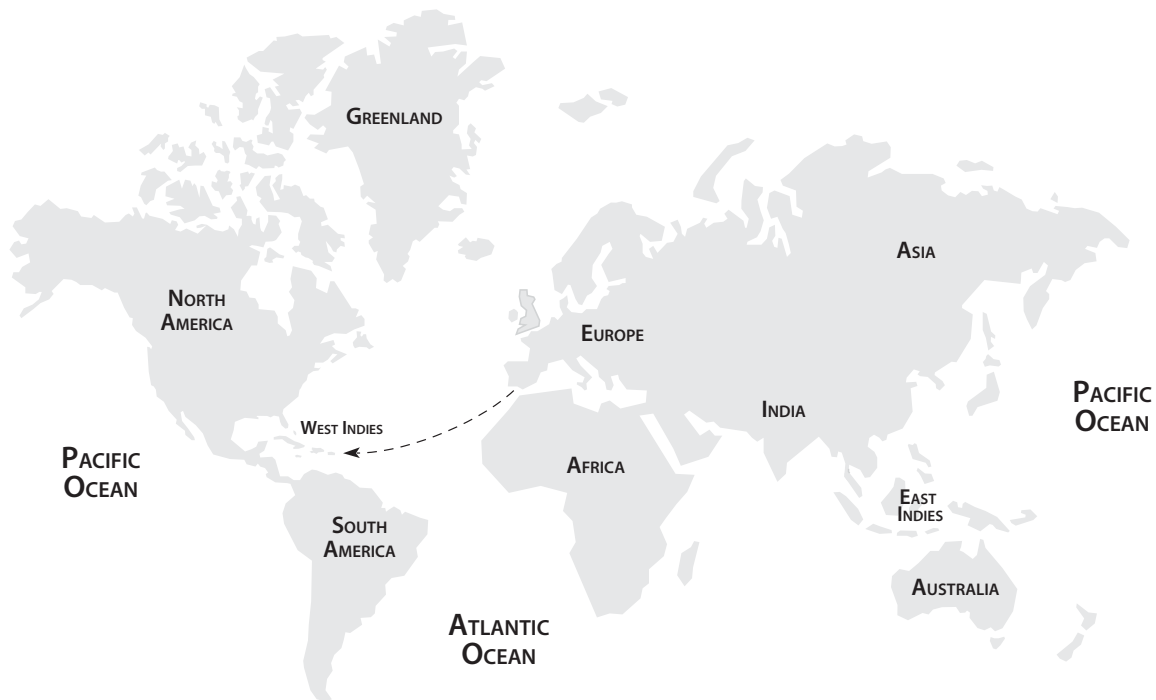 Greenland
Asia
North
America
Europe
Pacific
Ocean
India
West Indies
Pacific
Ocean
Africa
East
Indies
South
America
Australia
Atlantic
Ocean